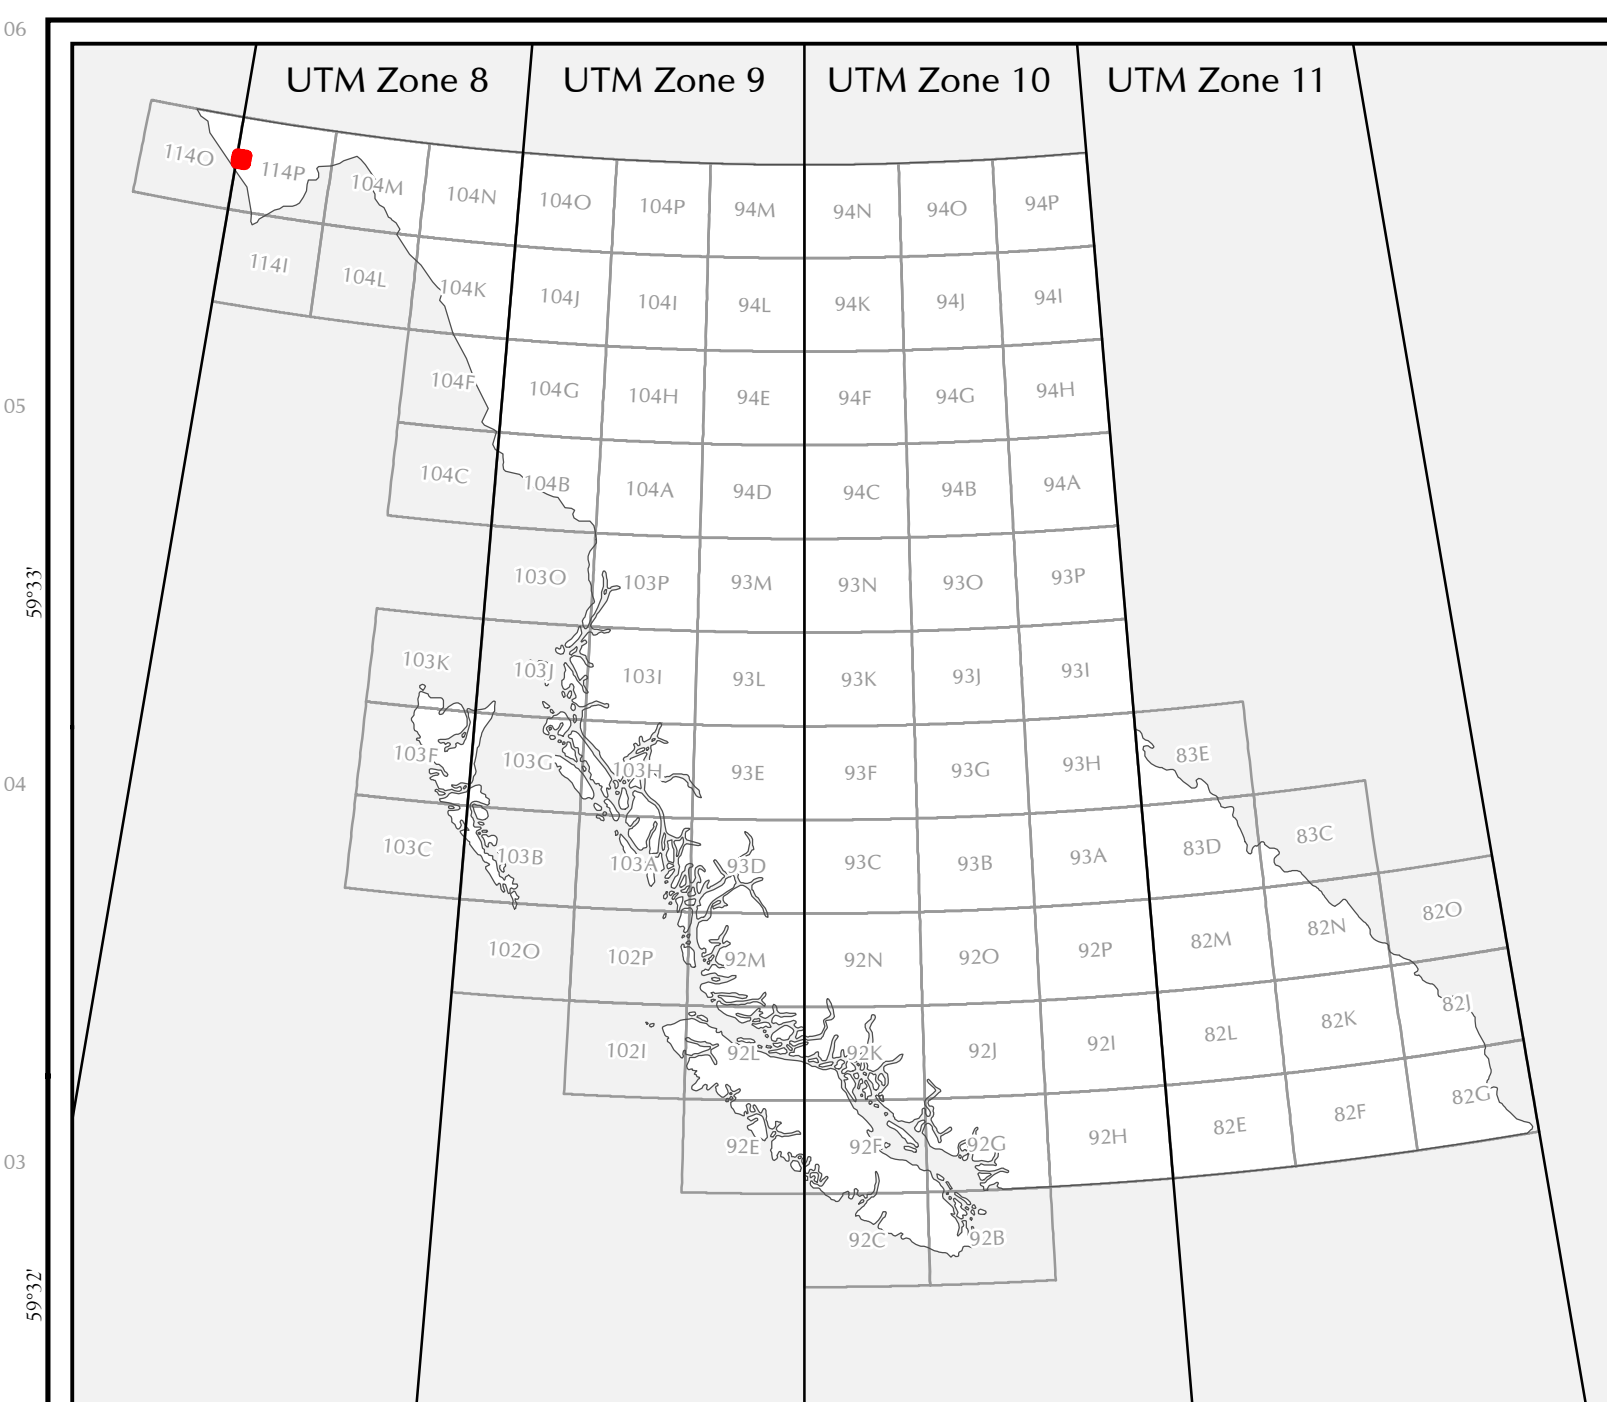 06
UTM Zone 8 UTM Zone 9 UTM Zone 10 UTM Zone 11
114O 114P 104M 104N 104O 104P 94M 94N 94O 94P
114I 104L 104K 104J 104I 94L 94K 94J 94I
104F 104G 104H 94E 94F 94G 94H
05
104C 104B 104A 94D 94C 94B 94A
59°33'
103O 103P 93M 93N 93O 93P
103K 103J 103I 93L 93K 93J 93I
103F 103G 103H 93E 93F 93G 93H 83E
04
103C 103B 103A 93D 93C 93B 93A 83D 83C
102O 102P 92M 92N 92O 92P 82M 82N 82O
102I 92L 92K 92J 92I 82L 82K 82J
92E 92F 92G 92H 82E 82F 82G
03
92C 92B
59°32'